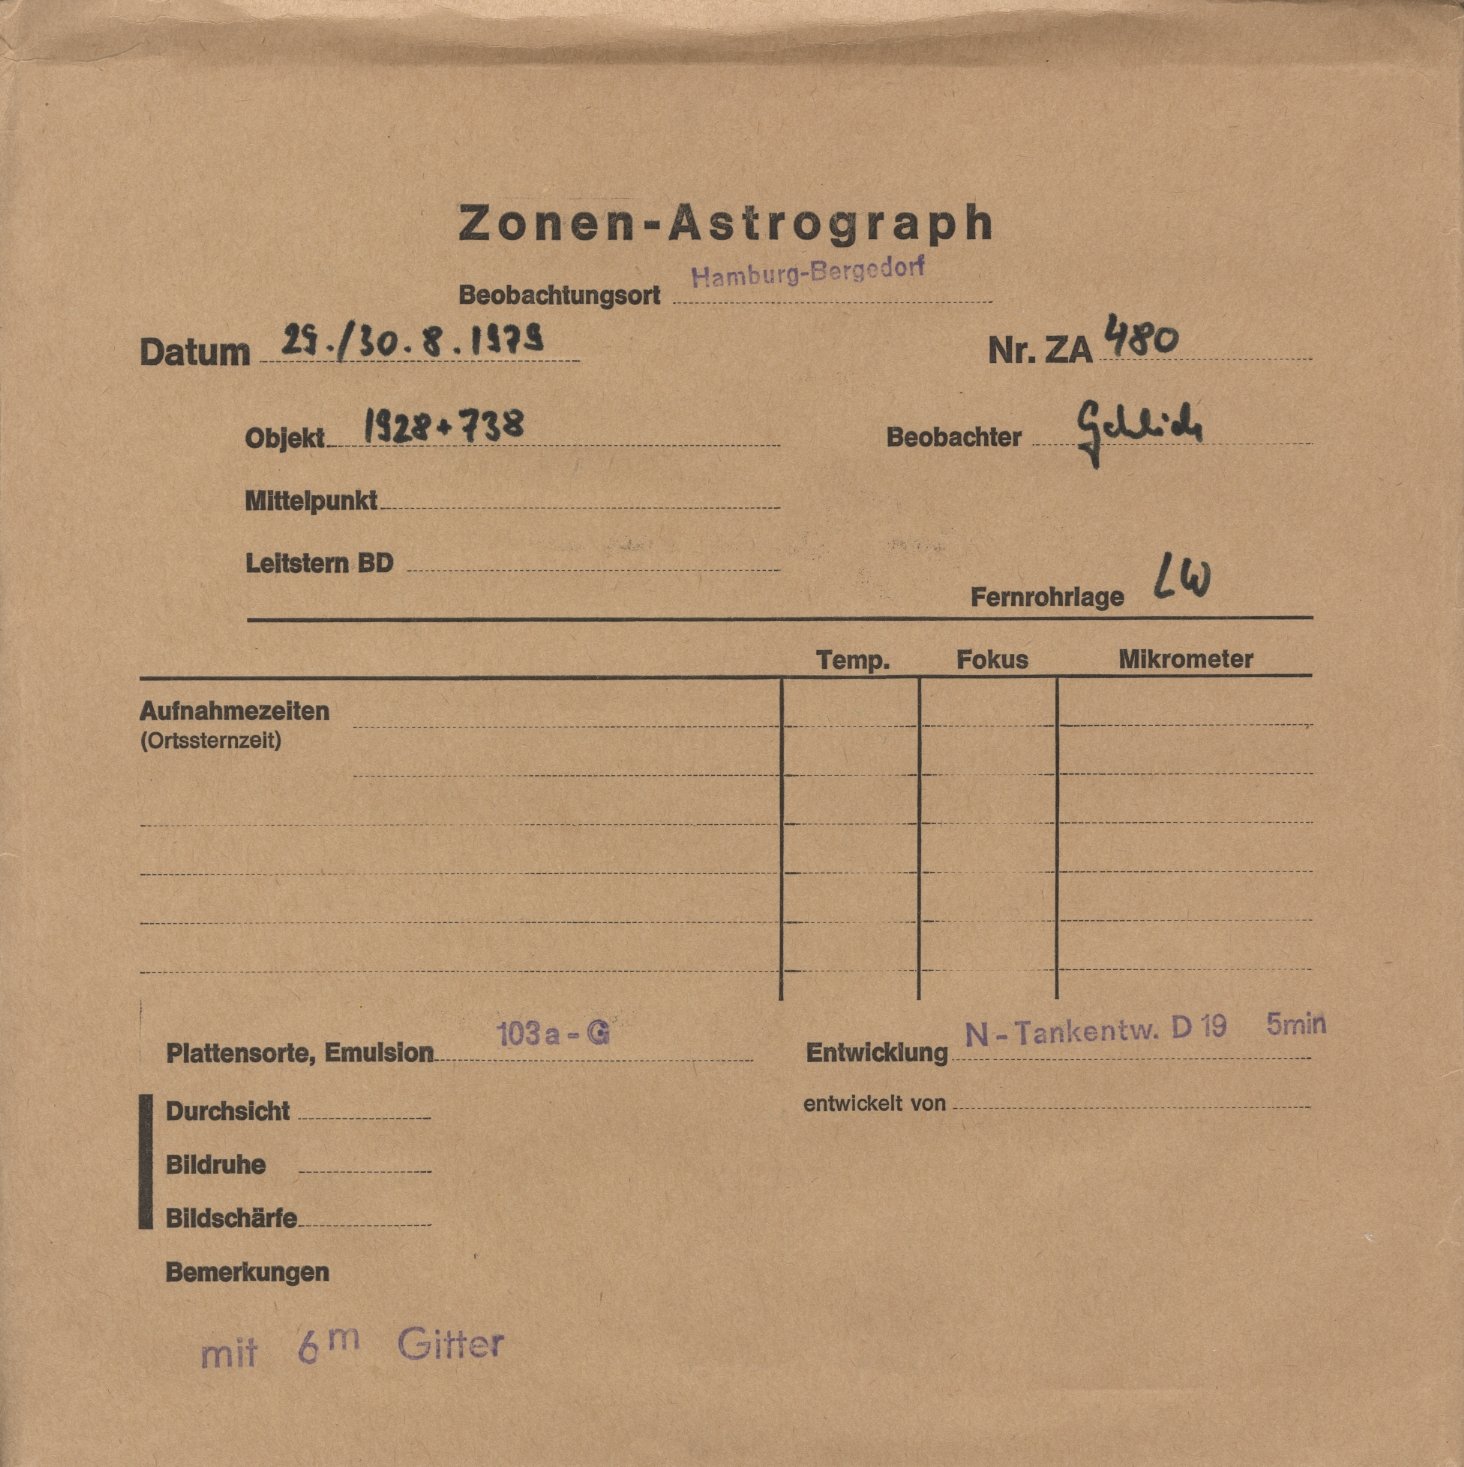 Zonen-Astrograph
Beobachtungsort Hamburg-Bergedorf
Datum 29./30.8.1979 Nr. ZA 480
Objekt 1928+738 Beobachter
Mittelpunkt
Leitstern BD
Fernrohrlage LW
Temp. Fokus Mikrometer
Aufnahmezeiten
(Ortssternzeit)
Plattensorte, Emulsion 103a-G Entwicklung N-Tankentw. D 19 5min
Durchsicht entwickelt von
Bildruhe
Bildschärfe
Bemerkungen
mit 6m Gitter